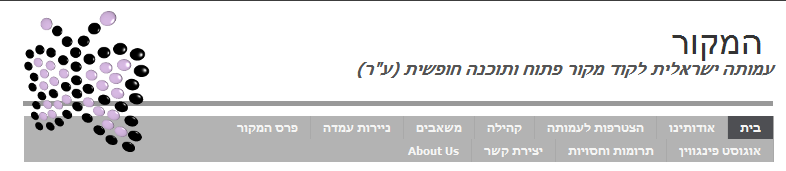 המקור
עמותה ישראלית לקוד מקור פתוח ותוכנה חופשית (ע"ר)
בית אודותינו הצטרפות לעמותה קהילה משאבים ניירות עמדה פרס המקור
אוגוסט פינגווין תרומות וחסויות יצירת קשר About Us